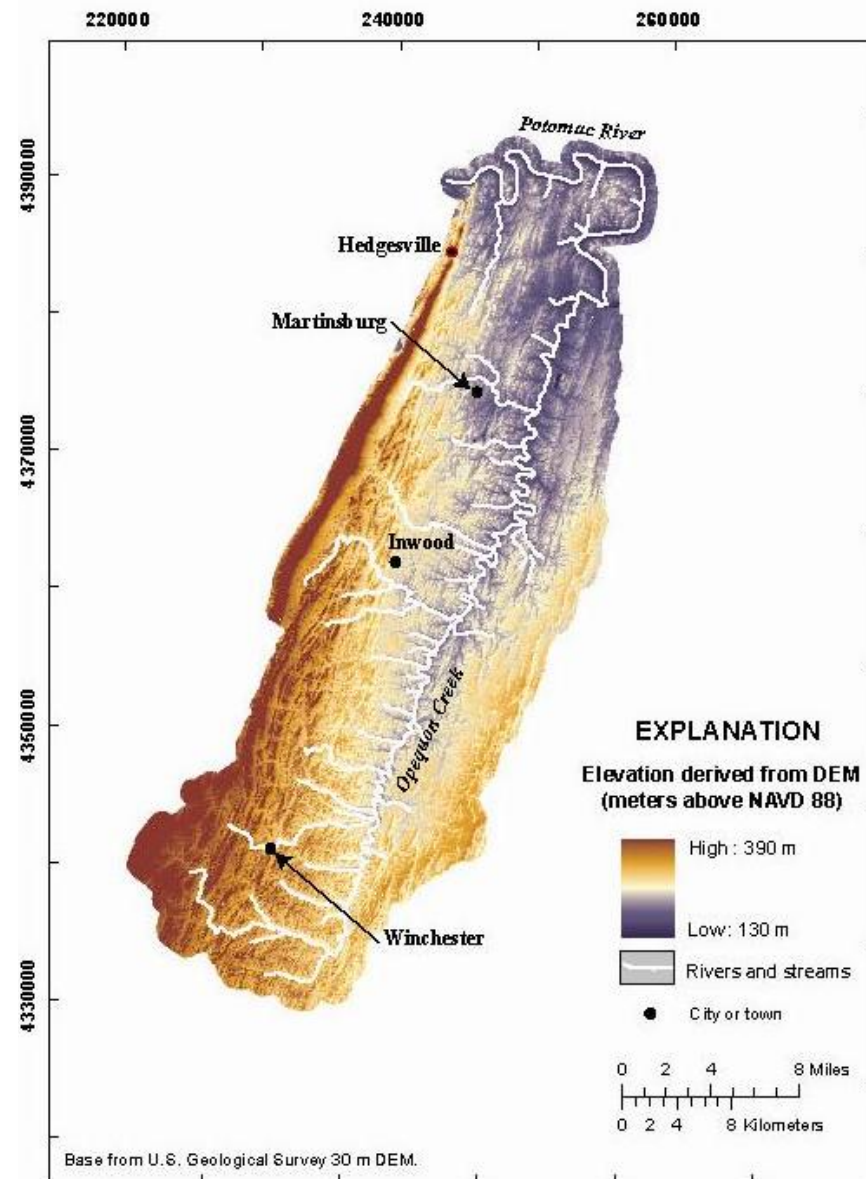 220000
240000
260000
Potomac River
4390000
Hedgesville
Martinsburg
4370000
Inwood
Opequon Creek
4350000
EXPLANATION
Elevation derived from DEM
(meters above NAVD 88)
High : 390 m
Low : 130 m
Winchester
Rivers and streams
4330000
City or town
0 2 4 8 Miles
0 2 4 8 Kilometers
Base from U.S. Geological Survey 30 m DEM.